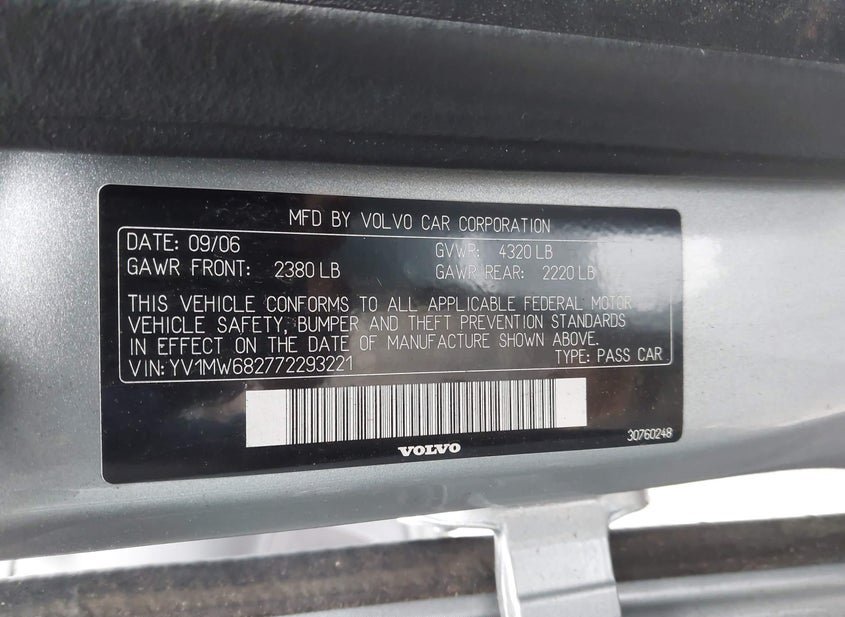 MFD BY VOLVO CAR CORPORATION
DATE: 09/06 GVWR: 4320 LB
GAWR FRONT: 2380 LB GAWR REAR: 2220 LB
THIS VEHICLE CONFORMS TO ALL APPLICABLE FEDERAL MOTOR
VEHICLE SAFETY, BUMPER AND THEFT PREVENTION STANDARDS
IN EFFECT ON THE DATE OF MANUFACTURE SHOWN ABOVE.
VIN: YV1MW682772293221 TYPE: PASS CAR
VOLVO
30760248